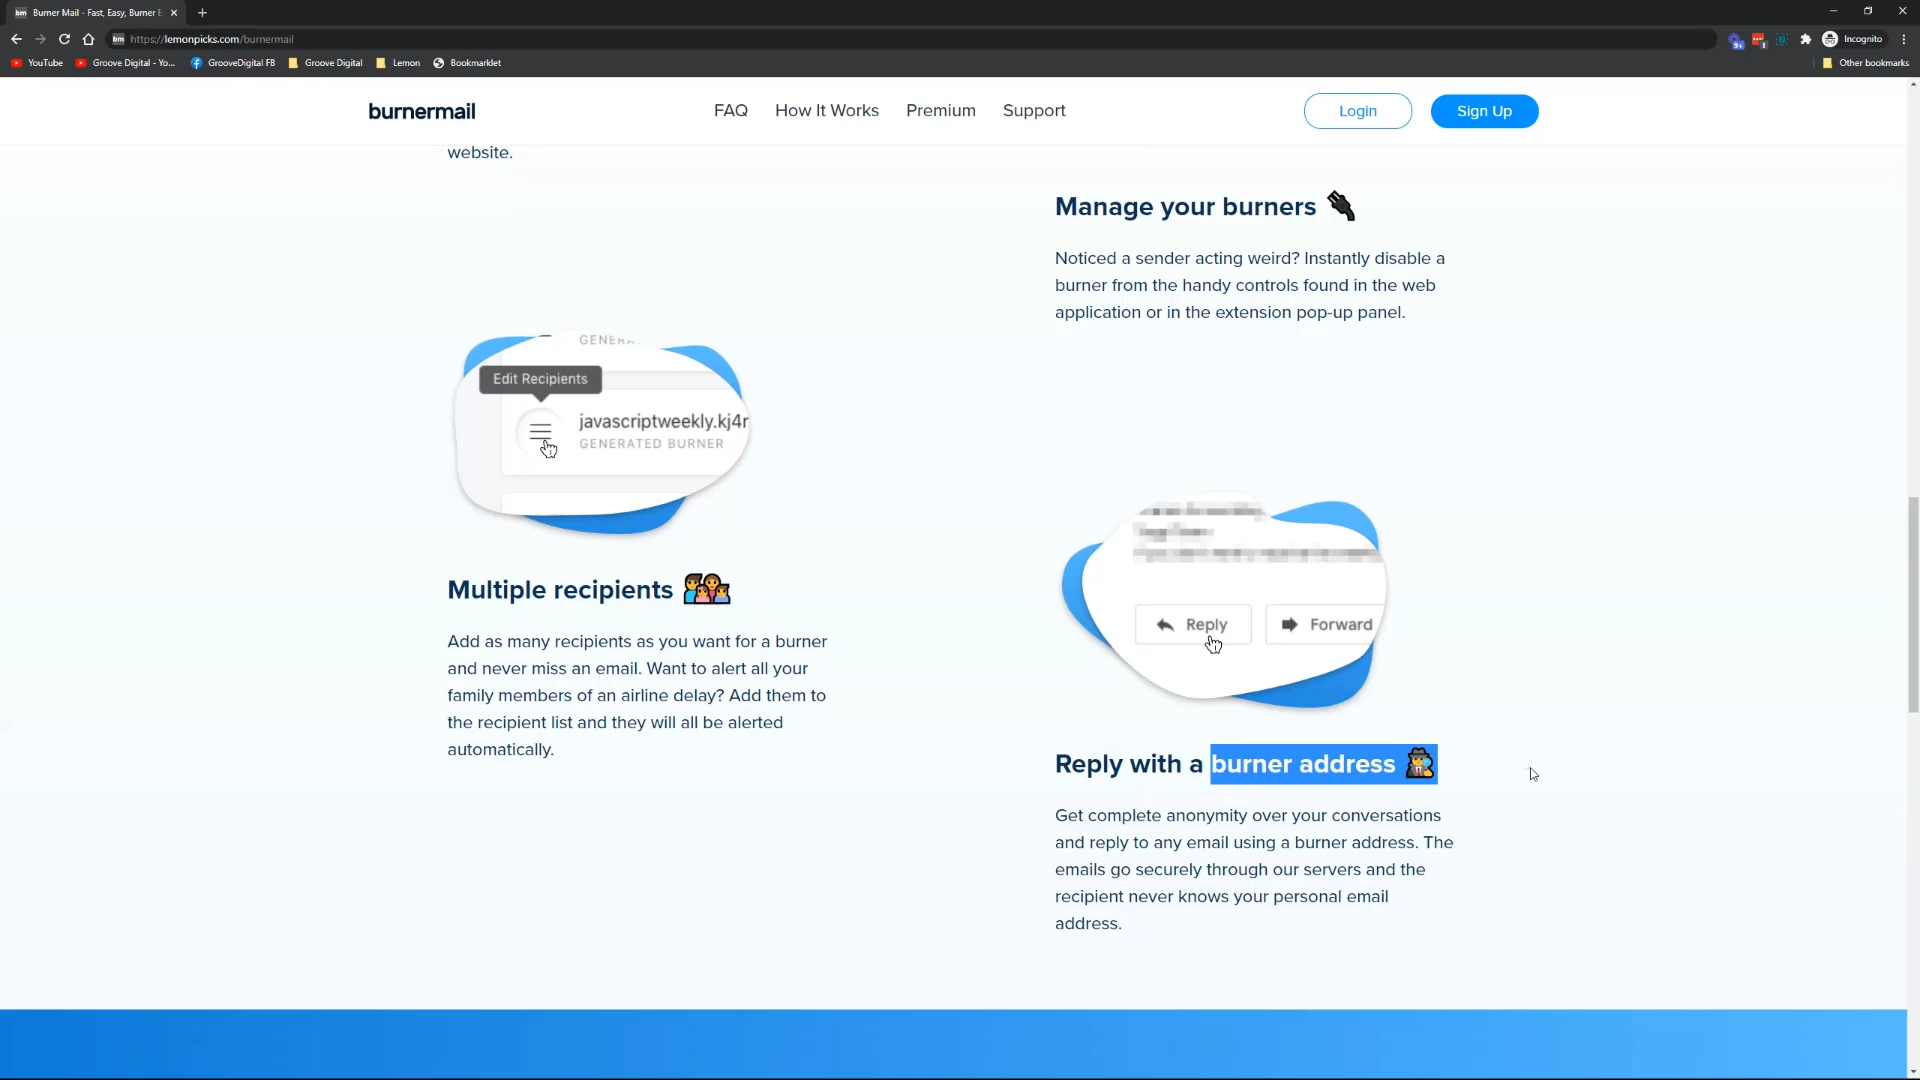 bm Burner Mail - Fast, Easy, Burner E
https://lemonpicks.com/burnermail
9+
1
Incognito
YouTube
Groove Digital - Yo...
GrooveDigital FB
Groove Digital
Lemon
Bookmarklet
Other bookmarks
burnermail
FAQ
How It Works
Premium
Support
Login
Sign Up
website.
Manage your burners
Noticed a sender acting weird? Instantly disable a
burner from the handy controls found in the web
application or in the extension pop-up panel.
Edit Recipients
javascriptweekly.kj4r
GENERATED BURNER
Multiple recipients
Add as many recipients as you want for a burner
and never miss an email. Want to alert all your
family members of an airline delay? Add them to
the recipient list and they will all be alerted
automatically.
Reply
Forward
Reply with a burner address
Get complete anonymity over your conversations
and reply to any email using a burner address. The
emails go securely through our servers and the
recipient never knows your personal email
address.